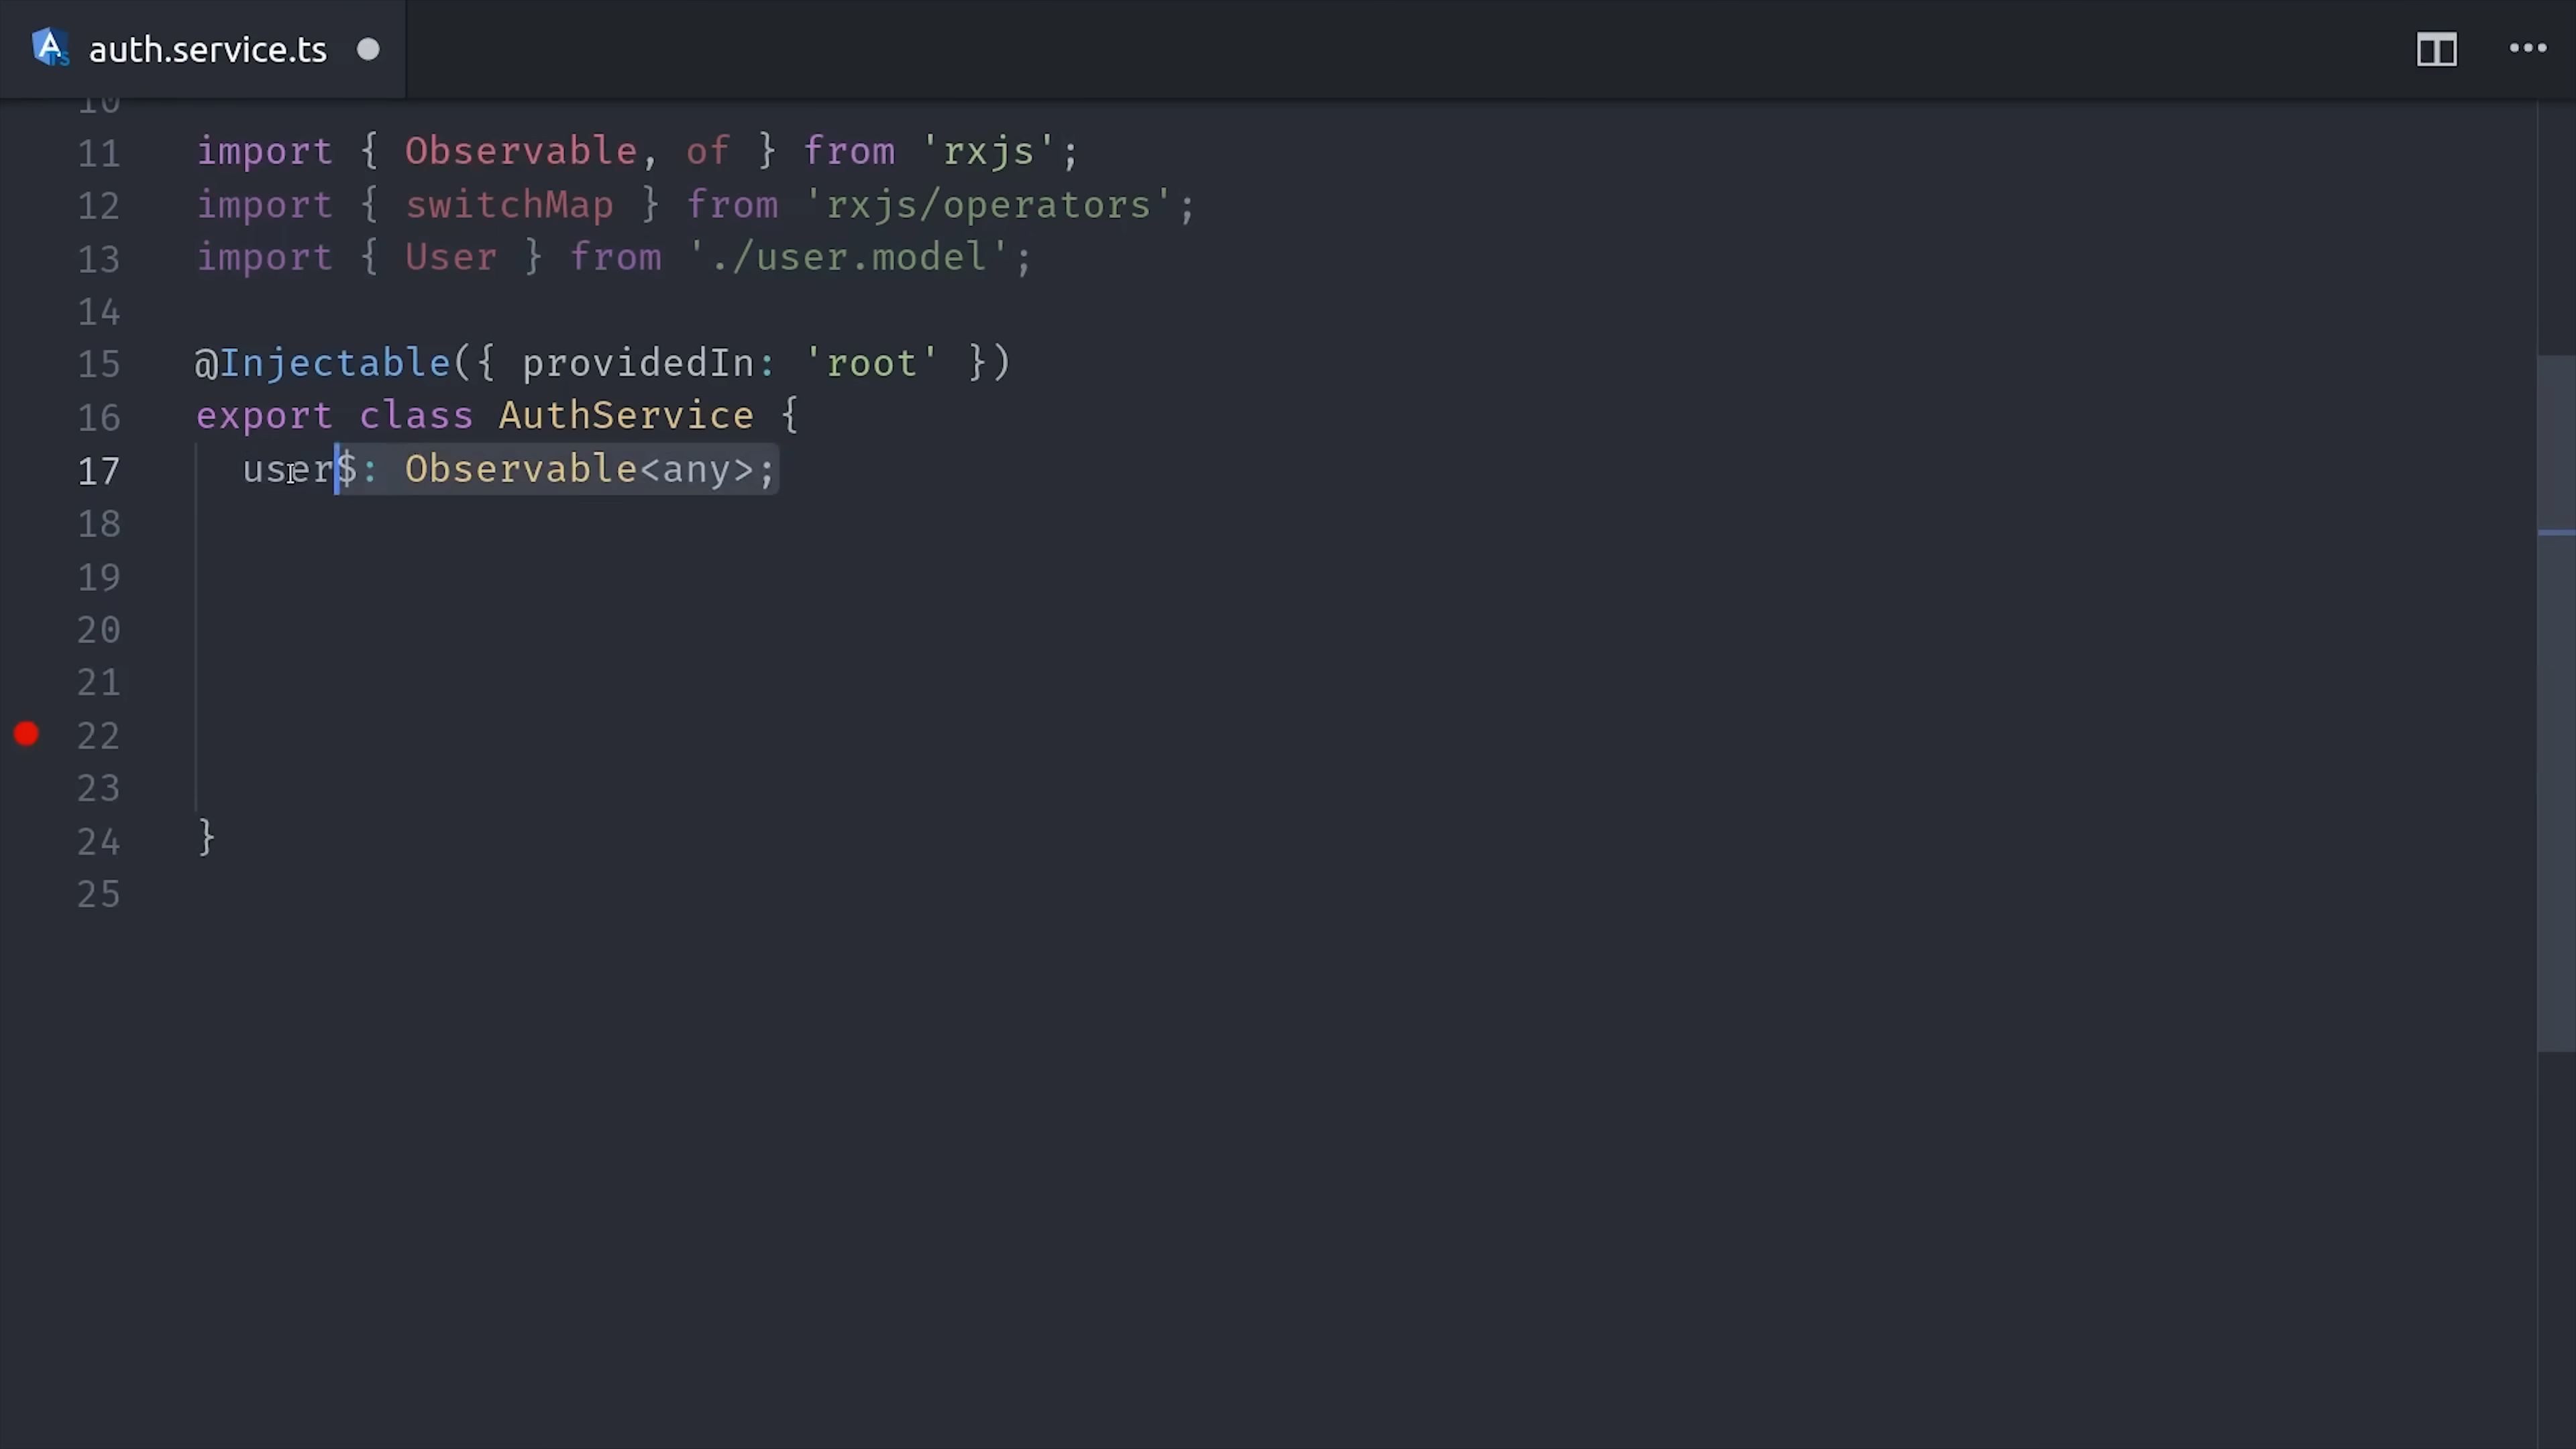 auth.service.ts
10
11 import { Observable, of } from 'rxjs';
12 import { switchMap } from 'rxjs/operators';
13 import { User } from './user.model';
14
15 @Injectable({ providedIn: 'root' })
16 export class AuthService {
17 user$: Observable<any>;
18
19
20
21
22
23
24 }
25